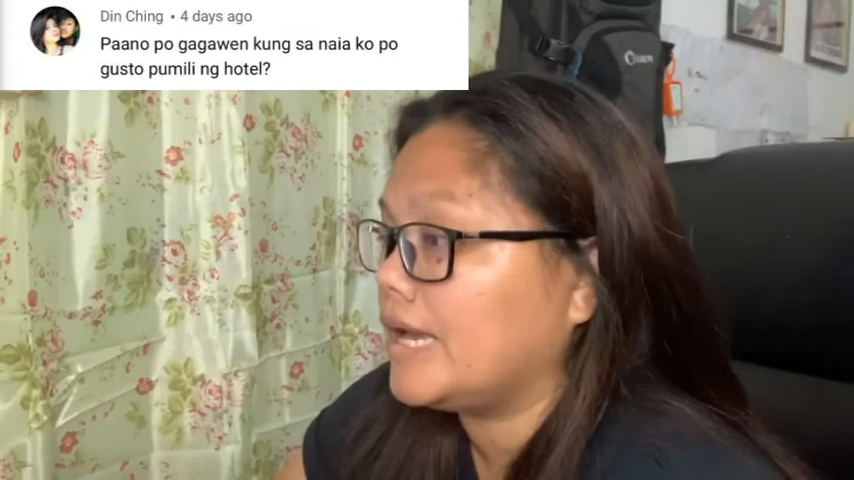 Din Ching • 4 days ago
Paano po gagawen kung sa naia ko po
gusto pumili ng hotel?